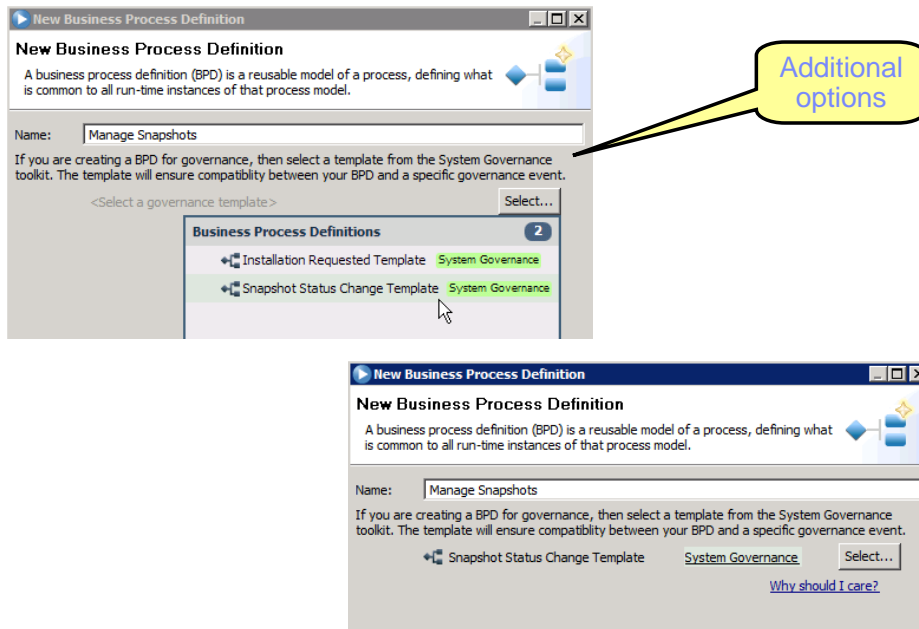 New Business Process Definition
New Business Process Definition
A business process definition (BPD) is a reusable model of a process, defining what
is common to all run-time instances of that process model.
Additional
options
Name: Manage Snapshots
If you are creating a BPD for governance, then select a template from the System Governance
toolkit. The template will ensure compatiblity between your BPD and a specific governance event.
<Select a governance template> Select...
Business Process Definitions 2
Installation Requested Template System Governance
Snapshot Status Change Template System Governance
New Business Process Definition
New Business Process Definition
A business process definition (BPD) is a reusable model of a process, defining what
is common to all run-time instances of that process model.
Name: Manage Snapshots
If you are creating a BPD for governance, then select a template from the System Governance
toolkit. The template will ensure compatiblity between your BPD and a specific governance event.
Snapshot Status Change Template System Governance Select...
Why should I care?